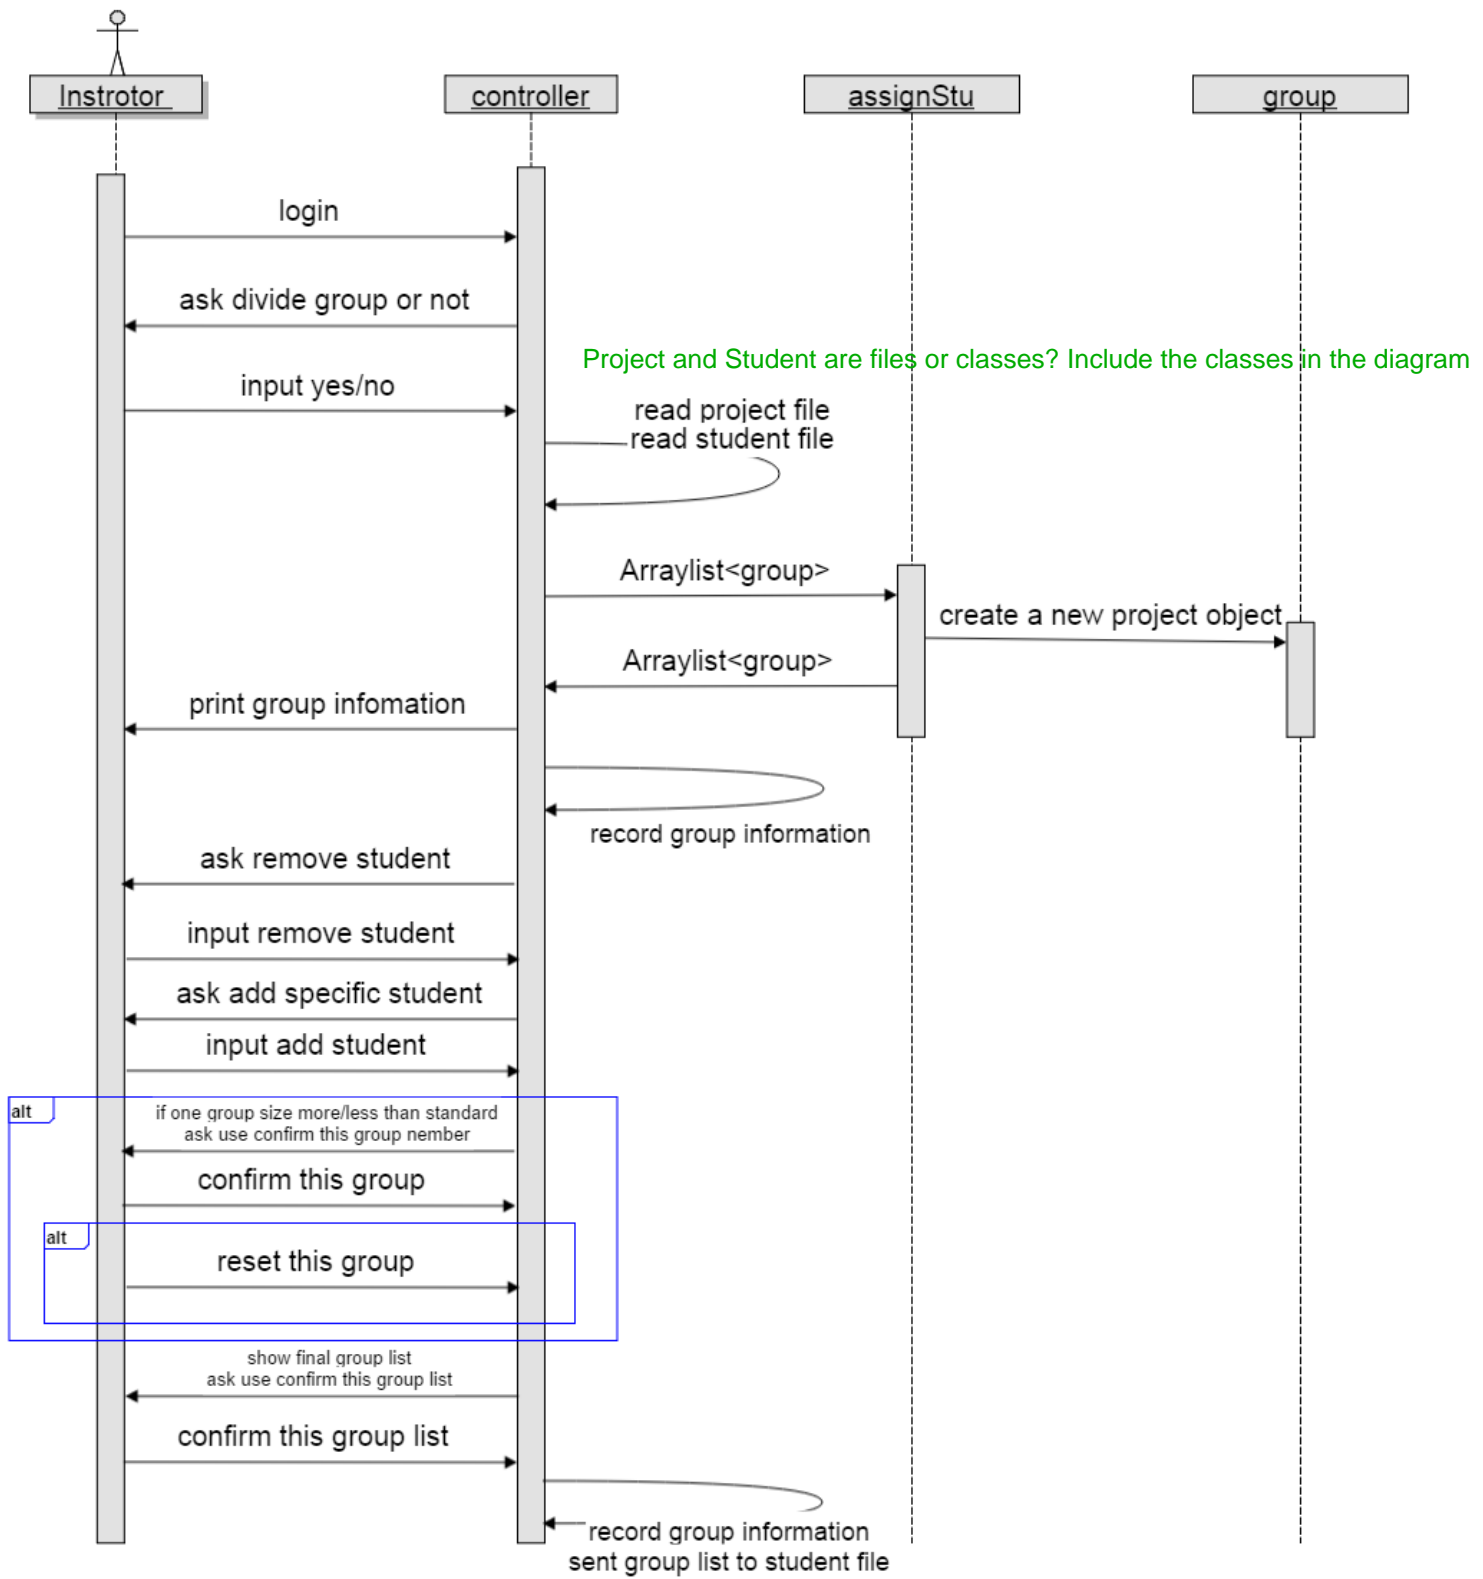 Instrotor
controller
assignStu
group
login
ask divide group or not
Project and Student are files or classes? Include the classes in the diagram
input yes/no
read project file
read student file
Arraylist<group>
create a new project object
Arraylist<group>
print group infomation
record group information
ask remove student
input remove student
ask add specific student
input add student
alt
if one group size more/less than standard
ask use confirm this group nember
confirm this group
alt
reset this group
show final group list
ask use confirm this group list
confirm this group list
record group information
sent group list to student file